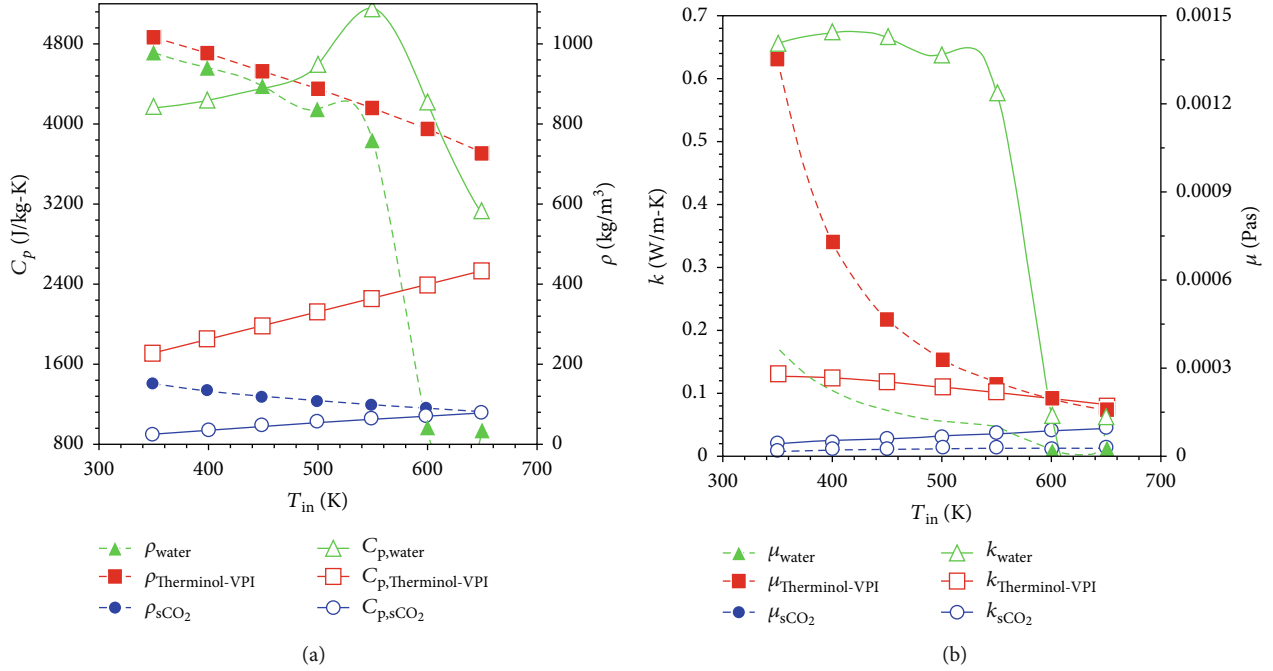 4800
4000
3200
2400
1600
800
C_p (J/kg-K)
1000
800
600
400
200
0
ρ (kg/m³)
300 400 500 600 700
T_in (K)
ρ_water
ρ_Therminol-VPI
ρ_sCO₂
C_p,water
C_p,Therminol-VPI
C_p,sCO₂
(a)
0.7
0.6
0.5
0.4
0.3
0.2
0.1
0
k (W/m-K)
0.0015
0.0012
0.0009
0.0006
0.0003
0
μ (Pas)
300 400 500 600 700
T_in (K)
μ_water
μ_Therminol-VPI
μ_sCO₂
k_water
k_Therminol-VPI
k_sCO₂
(b)